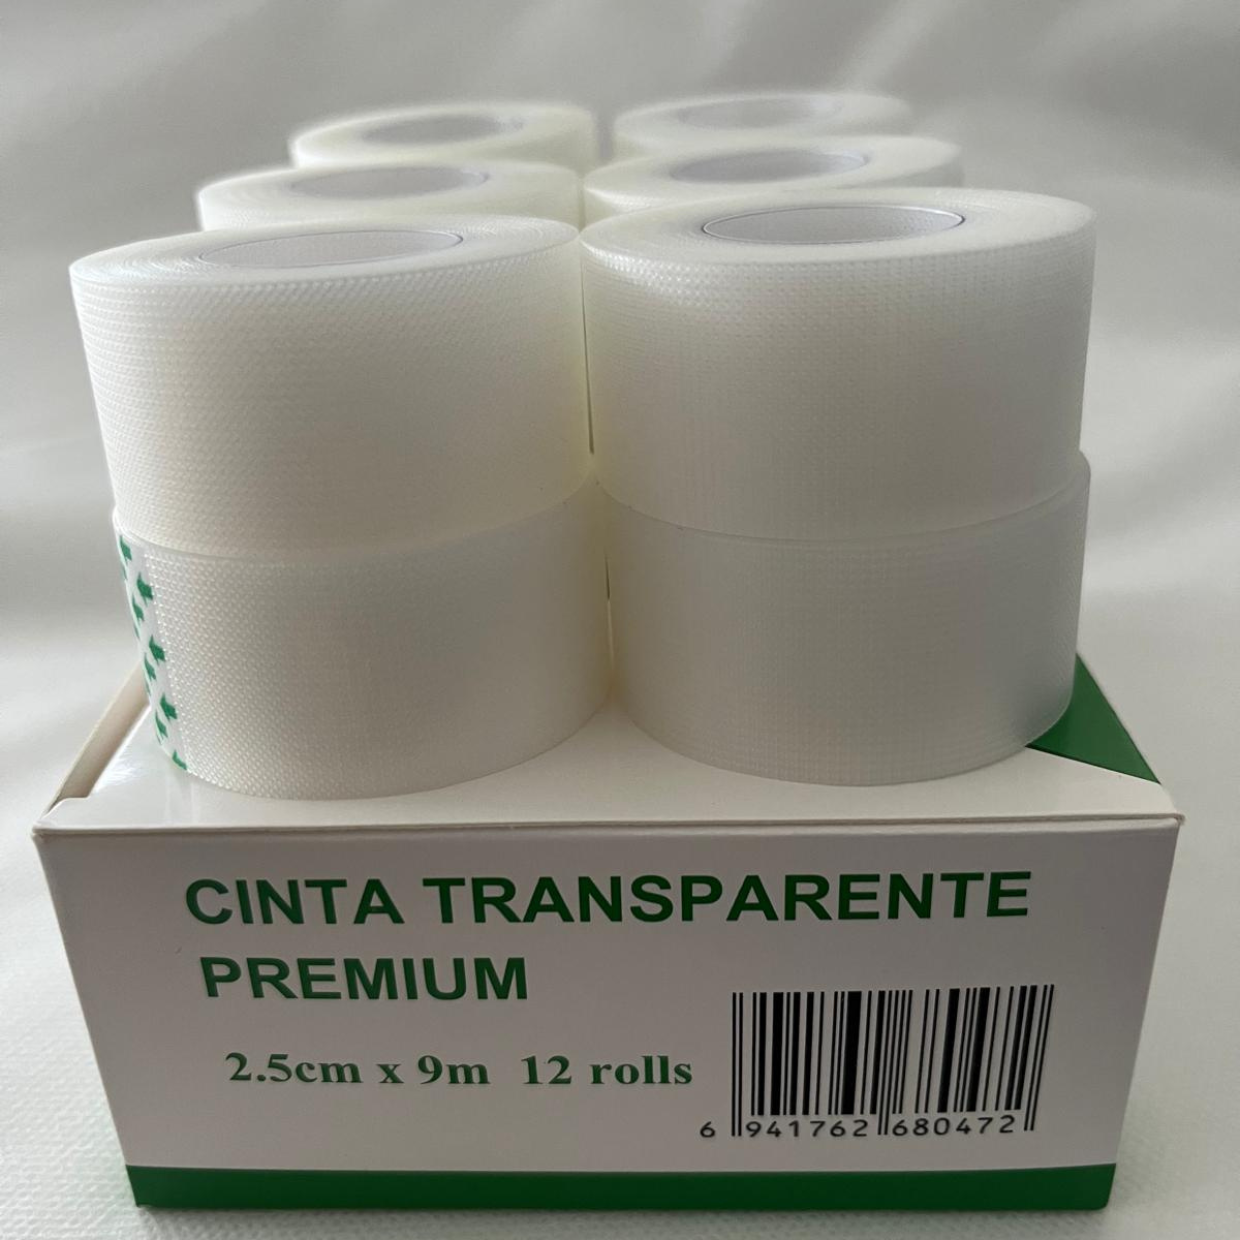 CINTA TRANSPARENTE
PREMIUM
2.5cm x 9m 12 rolls
6 941762 680472